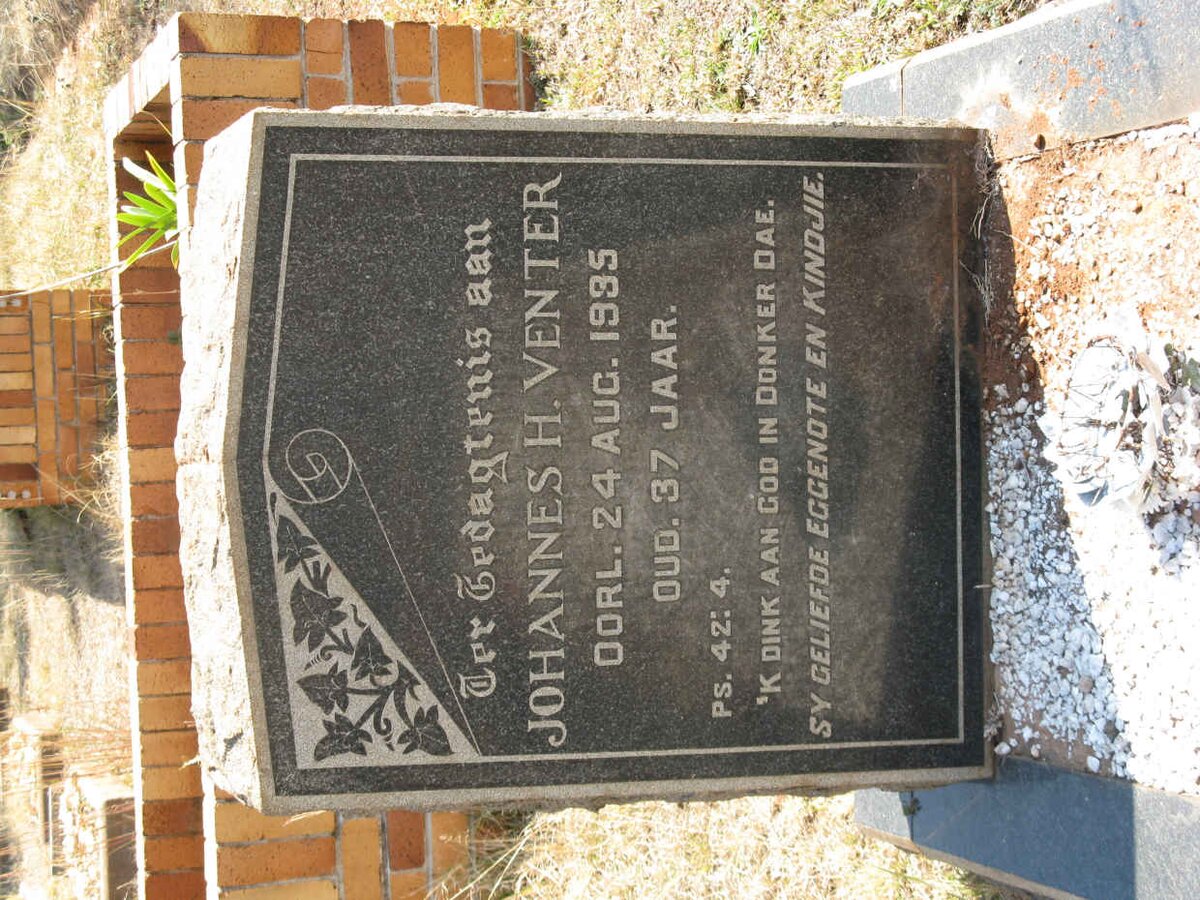 Ter Gedagtenis aan
JOHANNES H. VENTER
OORL. 24 AUG. 1935
OUD. 37 JAAR.
PS. 42: 4.
'K DINK AAN GOD IN DONKER DAE.
SY GELIEFDE EGGENOTE EN KINDJIE.